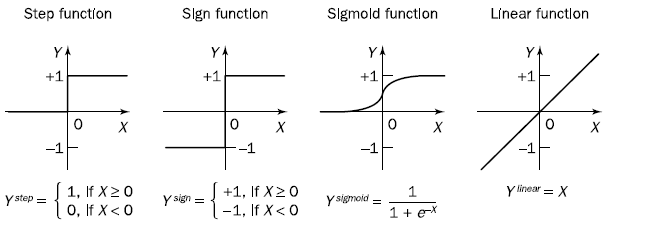 Step function
Sign function
Sigmoid function
Linear function
Y
+1
0
X
−1
Y
+1
0
X
−1
Y
+1
0
X
−1
Y
+1
0
X
−1
Y step = { 1, if X ≥ 0
0, if X < 0
Y sign = { +1, if X ≥ 0
−1, if X < 0
Y sigmoid = 1
1 + e-X
Y linear = X